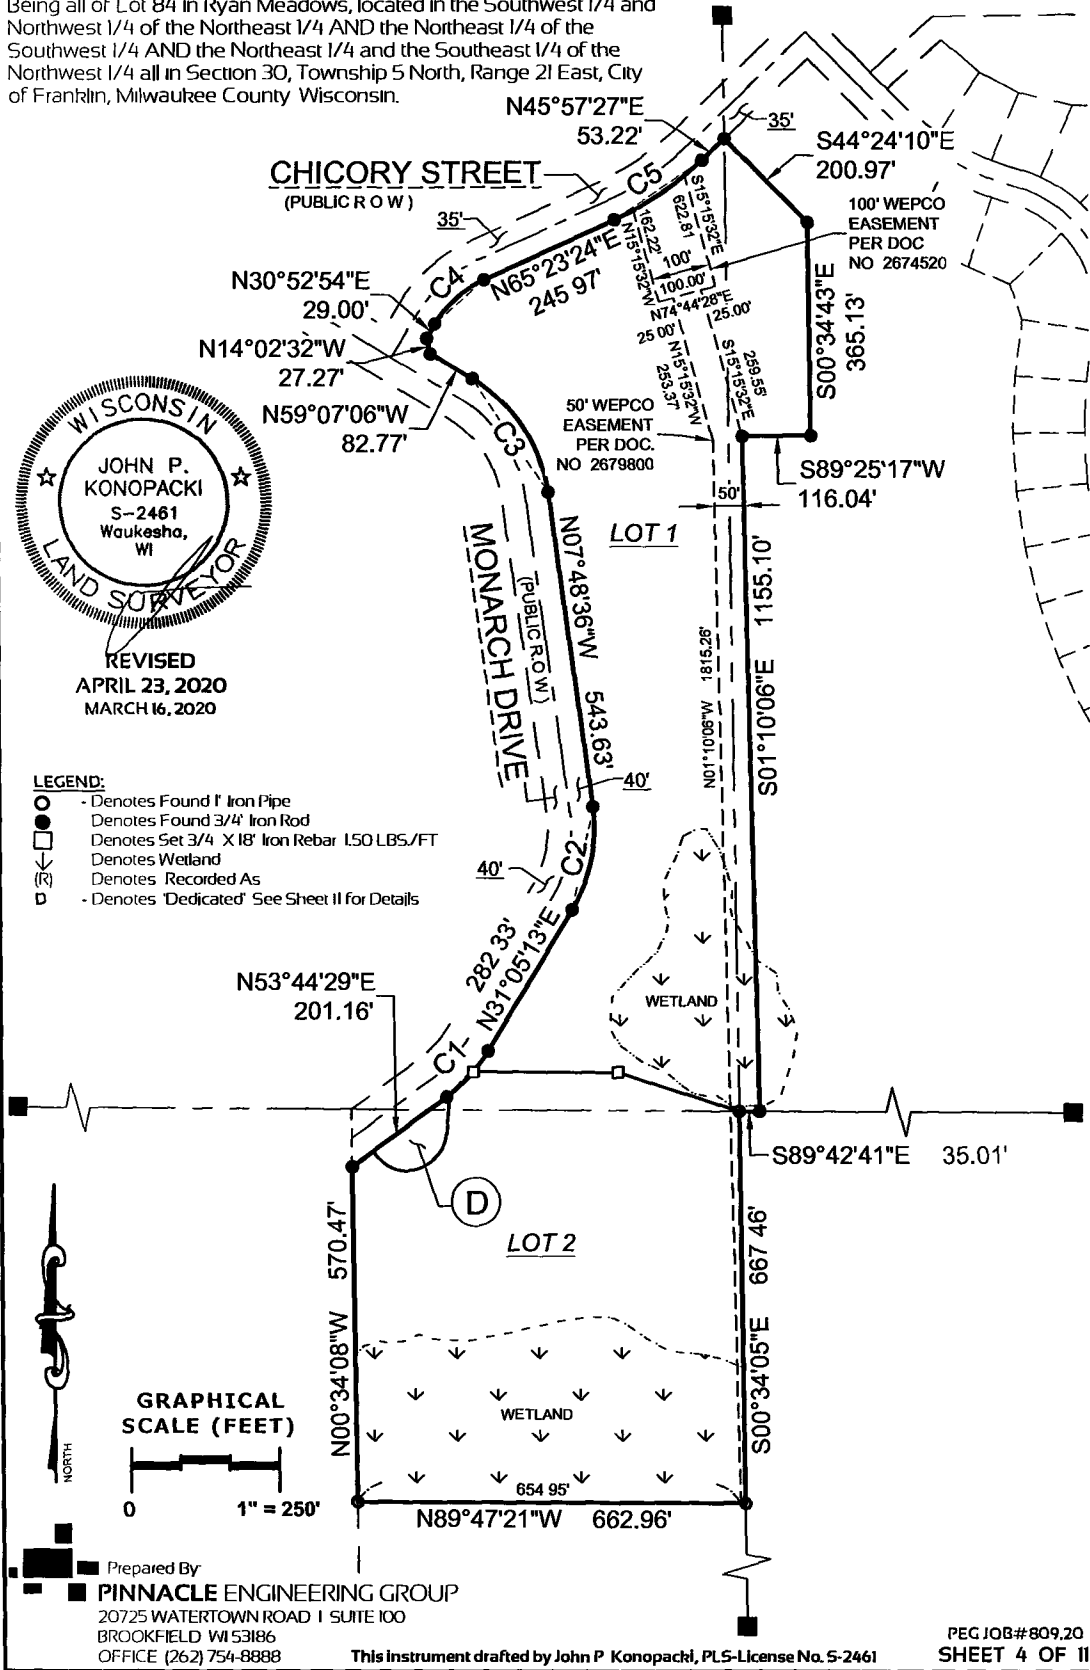 Being all of Lot 84 in Ryan Meadows, located in the Southwest 1/4 and
Northwest 1/4 of the Northeast 1/4 AND the Northeast 1/4 of the
Southwest 1/4 AND the Northeast 1/4 and the Southeast 1/4 of the
Northwest 1/4 all in Section 30, Township 5 North, Range 21 East, City
of Franklin, Milwaukee County Wisconsin.
N45°57'27"E
53.22'
35'
S44°24'10"E
200.97'
CHICORY STREET
(PUBLIC R O W)
C5
35'
100' WEPCO
EASEMENT
PER DOC
NO 2674520
S15°15'32"E
622.81
162.22'
N15°15'32"W
100'
100.00'
N74°44'28"E
25 00'
25.00'
N65°23'24"E
245 97'
C4
N30°52'54"E
29.00'
N14°02'32"W
27.27'
N59°07'06"W
82.77'
C3
S00°34'43"E
365.13'
N15°15'32"W
253.37'
S15°15'32"E
259.55'
50' WEPCO
EASEMENT
PER DOC.
NO 2679800
S89°25'17"W
116.04'
50'
LOT 1
WISCONSIN
JOHN P.
KONOPACKI
S-2461
Waukesha,
WI
LAND SURVEYOR
REVISED
APRIL 23, 2020
MARCH 16, 2020
MONARCH DRIVE
(PUBLIC R O W)
N07°48'36"W
543.63'
N01°10'06"W 1815.26'
S01°10'06"E 1155.10'
LEGEND:
- Denotes Found 1' Iron Pipe
Denotes Found 3/4' Iron Rod
Denotes Set 3/4 X 18' Iron Rebar 1.50 LBS./FT
Denotes Wetland
(R) Denotes Recorded As
D - Denotes 'Dedicated' See Sheet 11 for Details
40'
C2
40'
282 33'
N31°05'13"E
N53°44'29"E
201.16'
C1
WETLAND
S89°42'41"E 35.01'
D
LOT 2
N00°34'08"W 570.47'
S00°34'05"E 667 46'
WETLAND
654 95'
N89°47'21"W 662.96'
NORTH
GRAPHICAL
SCALE (FEET)
0 1" = 250'
Prepared By
PINNACLE ENGINEERING GROUP
20725 WATERTOWN ROAD | SUITE 100
BROOKFIELD WI 53186
OFFICE (262) 754-8888
This instrument drafted by John P Konopacki, PLS-License No. S-2461
PEG JOB#809.20
SHEET 4 OF 11